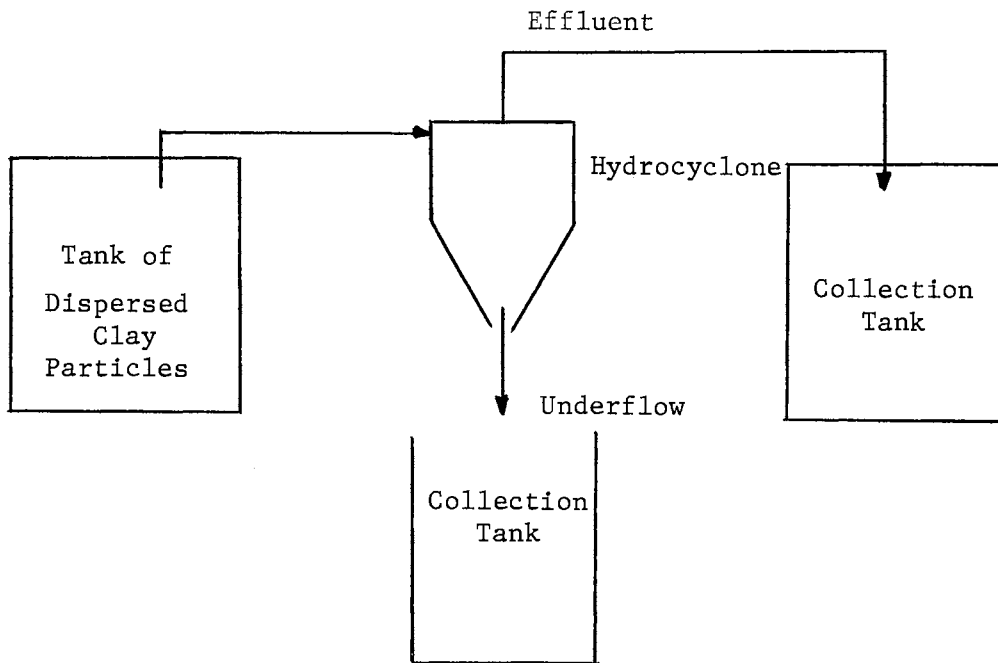 Effluent
Hydrocyclone
Tank of
Dispersed
Clay
Particles
Collection
Tank
Underflow
Collection
Tank